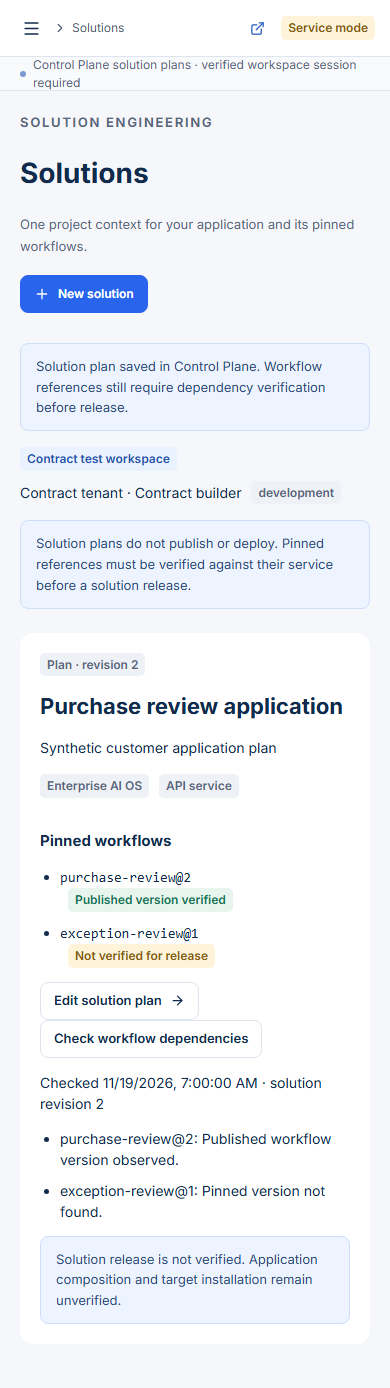 Solutions
Service mode
Control Plane solution plans · verified workspace session
required
SOLUTION ENGINEERING
Solutions
One project context for your application and its pinned
workflows.
New solution
Solution plan saved in Control Plane. Workflow
references still require dependency verification
before release.
Contract test workspace
Contract tenant · Contract builder development
Solution plans do not publish or deploy. Pinned
references must be verified against their service
before a solution release.
Plan · revision 2
Purchase review application
Synthetic customer application plan
Enterprise AI OS API service
Pinned workflows
purchase-review@2
Published version verified
exception-review@1
Not verified for release
Edit solution plan
Check workflow dependencies
Checked 11/19/2026, 7:00:00 AM · solution
revision 2
purchase-review@2: Published workflow
version observed.
exception-review@1: Pinned version not
found.
Solution release is not verified. Application
composition and target installation remain
unverified.